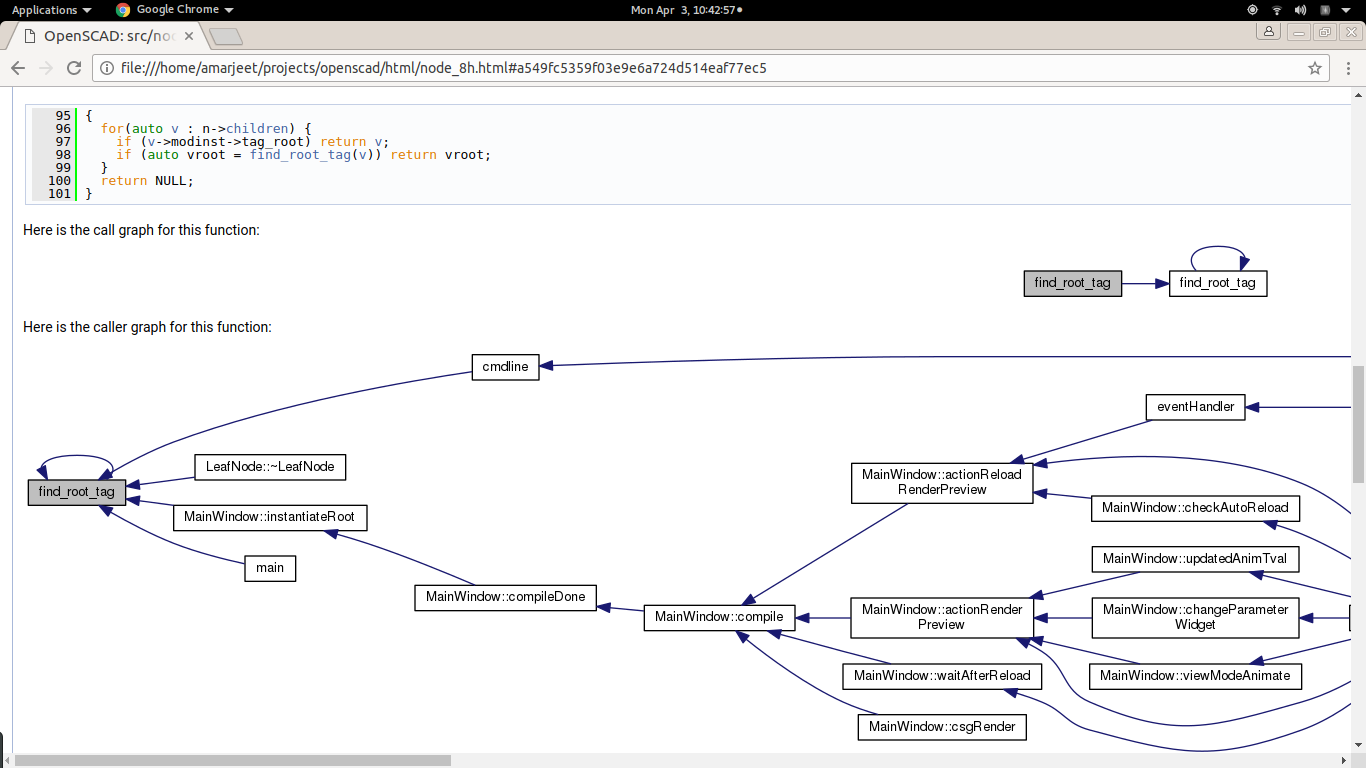 Applications
Google Chrome
Mon Apr 3, 10:42:57
OpenSCAD: src/no
file:///home/amarjeet/projects/openscad/html/node_8h.html#a549fc5359f03e9e6a724d514eaf77ec5
95 {
96 for(auto v : n->children) {
97 if (v->modinst->tag_root) return v;
98 if (auto vroot = find_root_tag(v)) return vroot;
99 }
100 return NULL;
101 }
Here is the call graph for this function:
find_root_tag
find_root_tag
Here is the caller graph for this function:
cmdline
eventHandler
LeafNode::~LeafNode
MainWindow::actionReload
RenderPreview
find_root_tag
MainWindow::checkAutoReload
MainWindow::instantiateRoot
MainWindow::updatedAnimTval
main
MainWindow::compileDone
MainWindow::compile
MainWindow::actionRender
Preview
MainWindow::changeParameter
Widget
MainWindow::waitAfterReload
MainWindow::viewModeAnimate
MainWindow::csgRender